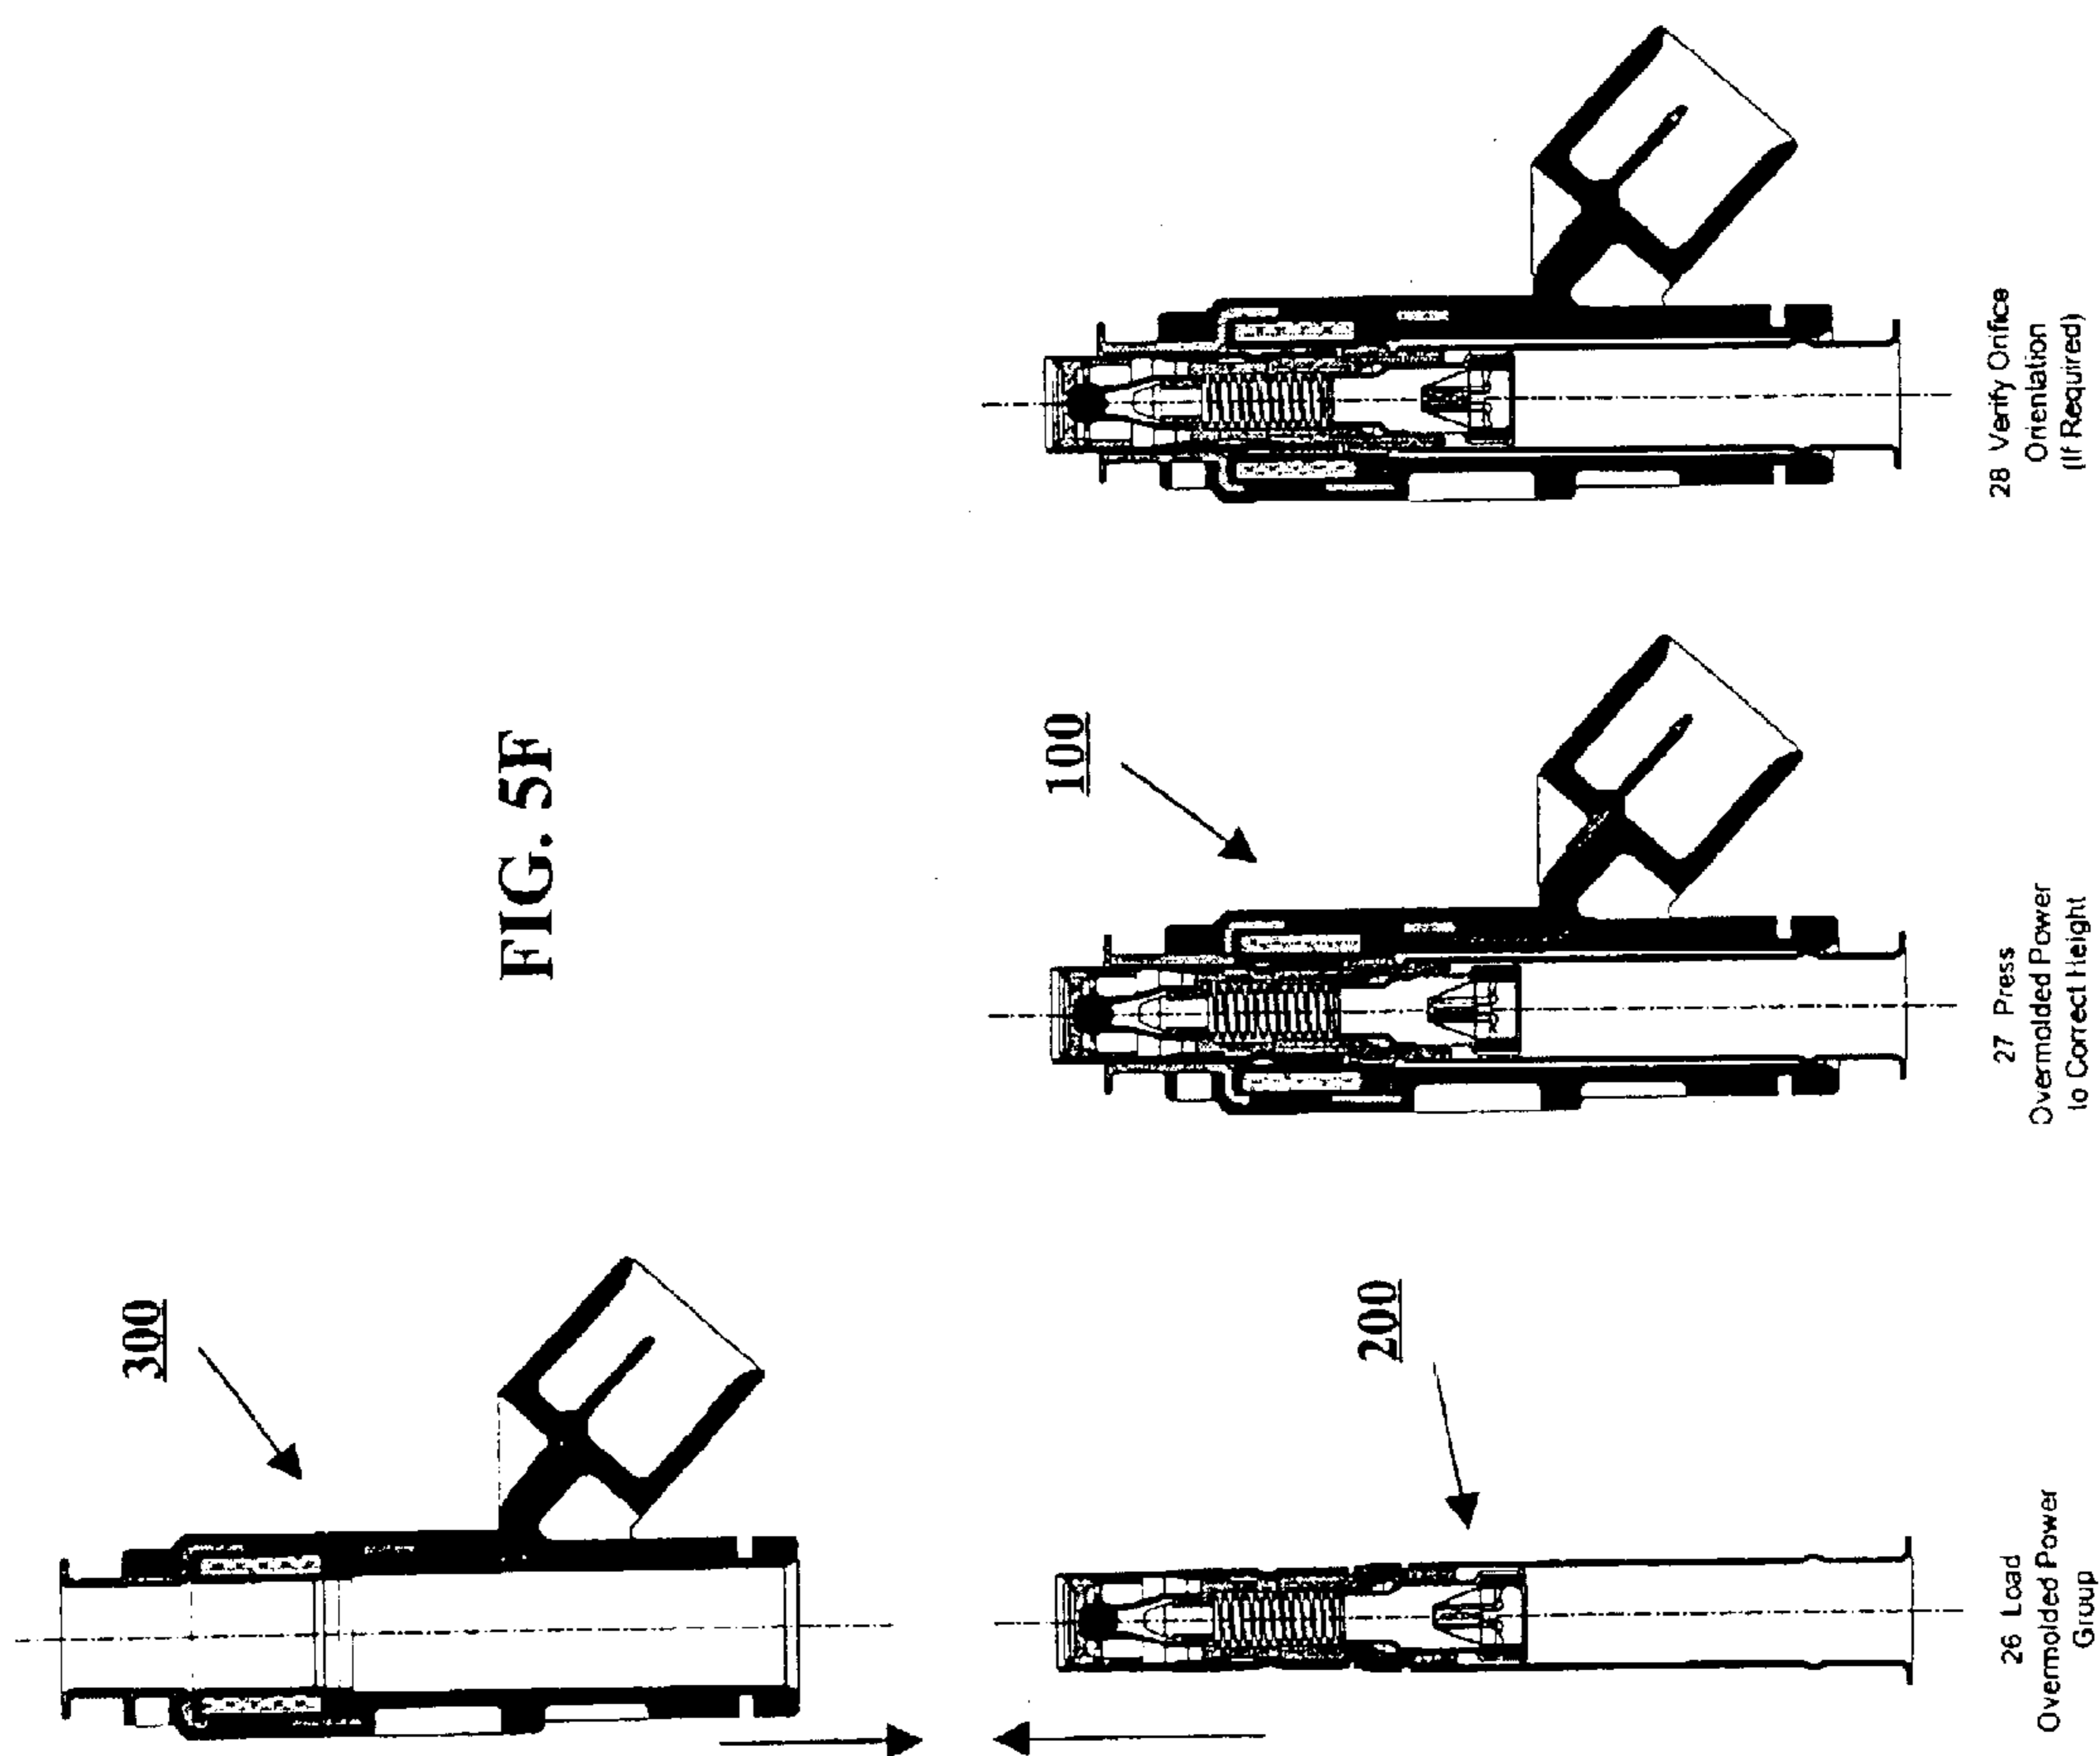 FIG. 5F
300
200
100
26 Load
Overmolded Power
Group
27 Press
Overmolded Power
to Correct Height
28 Verify Orifice
Orientation
(If Required)